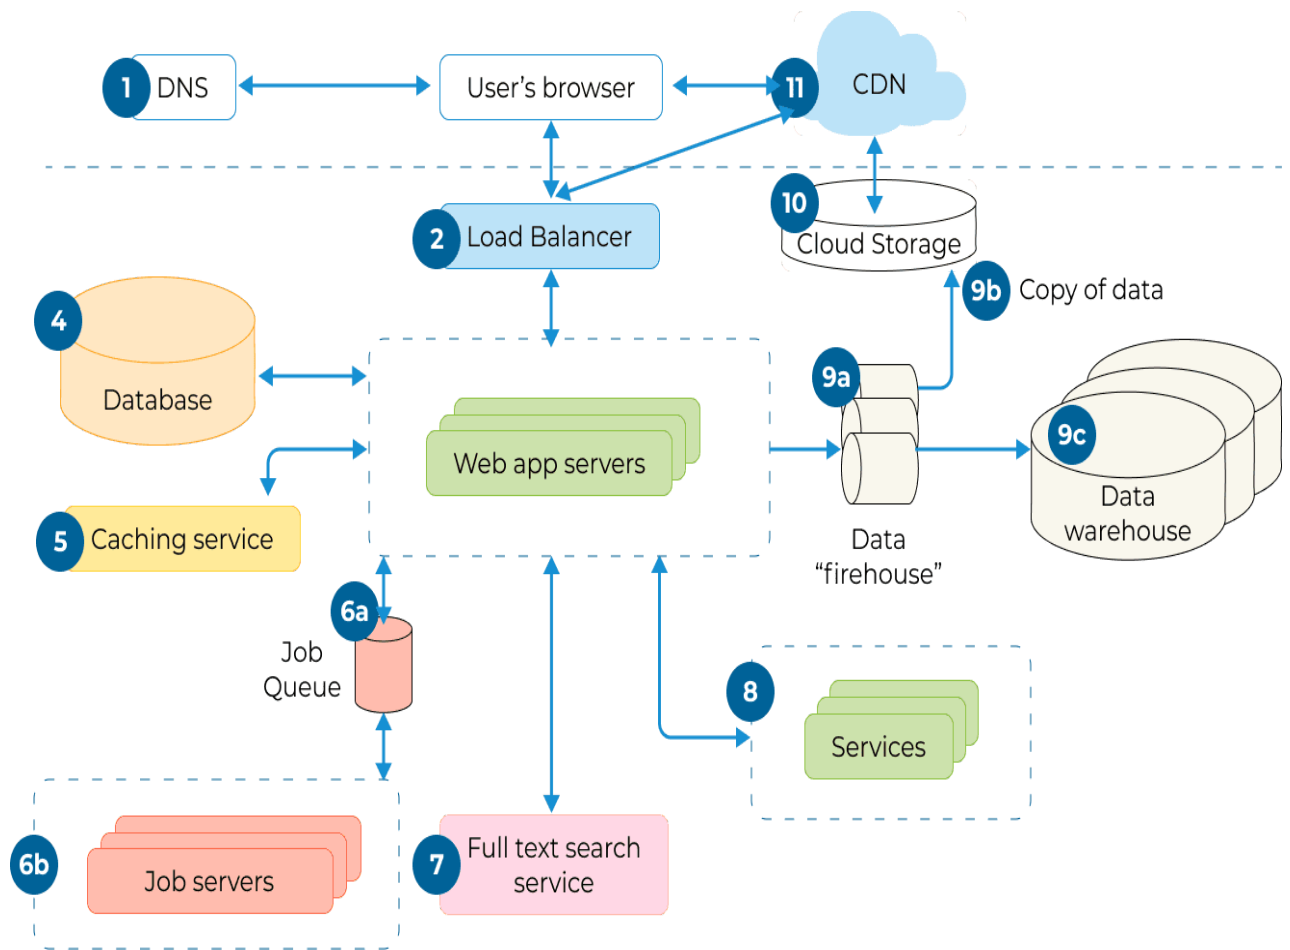 1 DNS
User's browser
11 CDN
2 Load Balancer
10
Cloud Storage
9b Copy of data
4
Database
9a
9c
Web app servers
Data
warehouse
5 Caching service
Data
“firehouse”
6a
Job
Queue
8
Services
6b
Job servers
7
Full text search
service